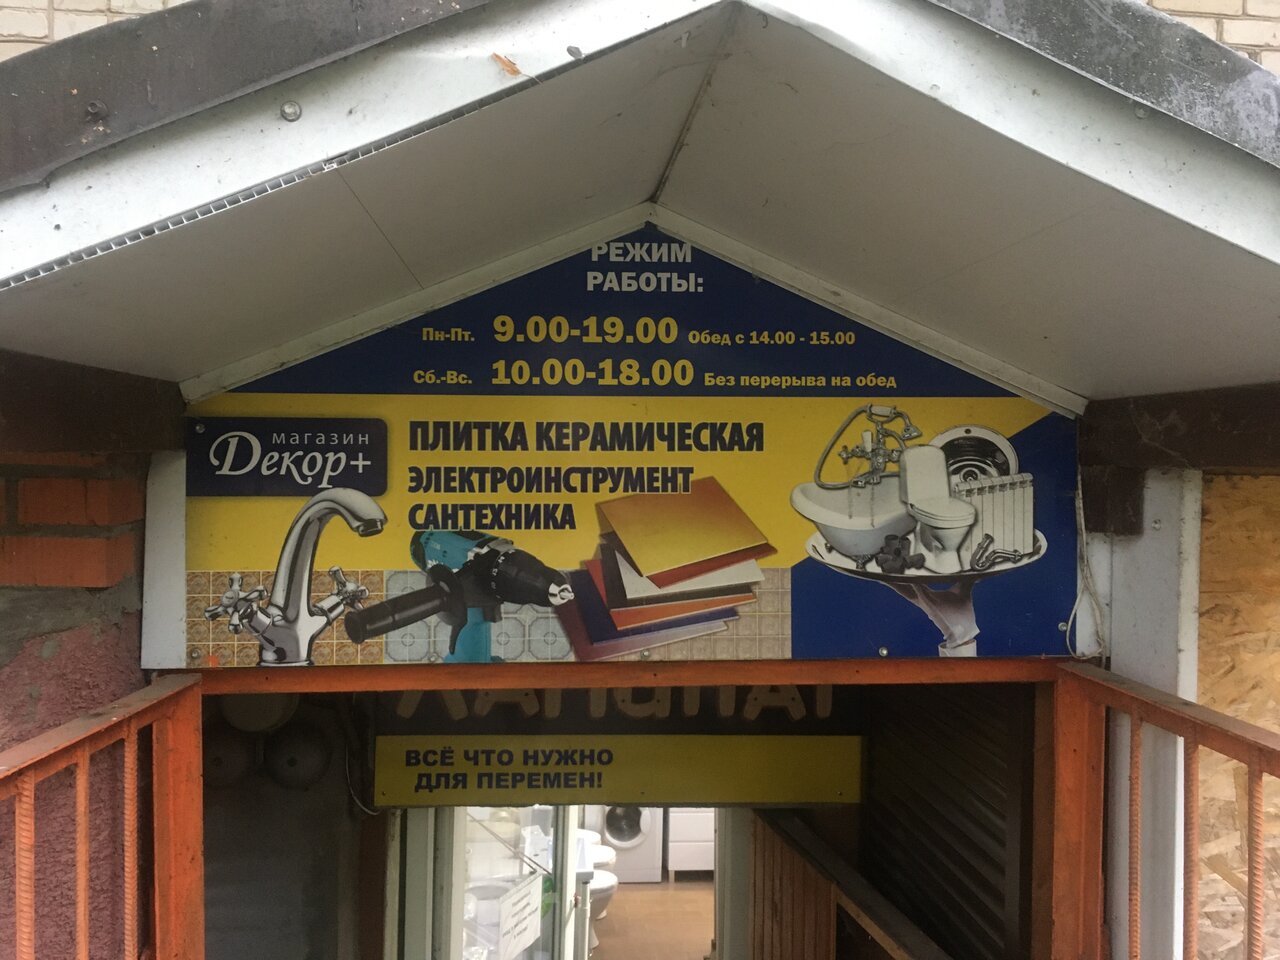 РЕЖИМ
РАБОТЫ:
Пн-Пт. 9.00-19.00 Обед с 14.00 - 15.00
Сб.-Вс. 10.00-18.00 Без перерыва на обед
магазин
Декор+
ПЛИТКА КЕРАМИЧЕСКАЯ
ЭЛЕКТРОИНСТРУМЕНТ
САНТЕХНИКА
ЛАМИНАТ
ВСЁ ЧТО НУЖНО
ДЛЯ ПЕРЕМЕН!